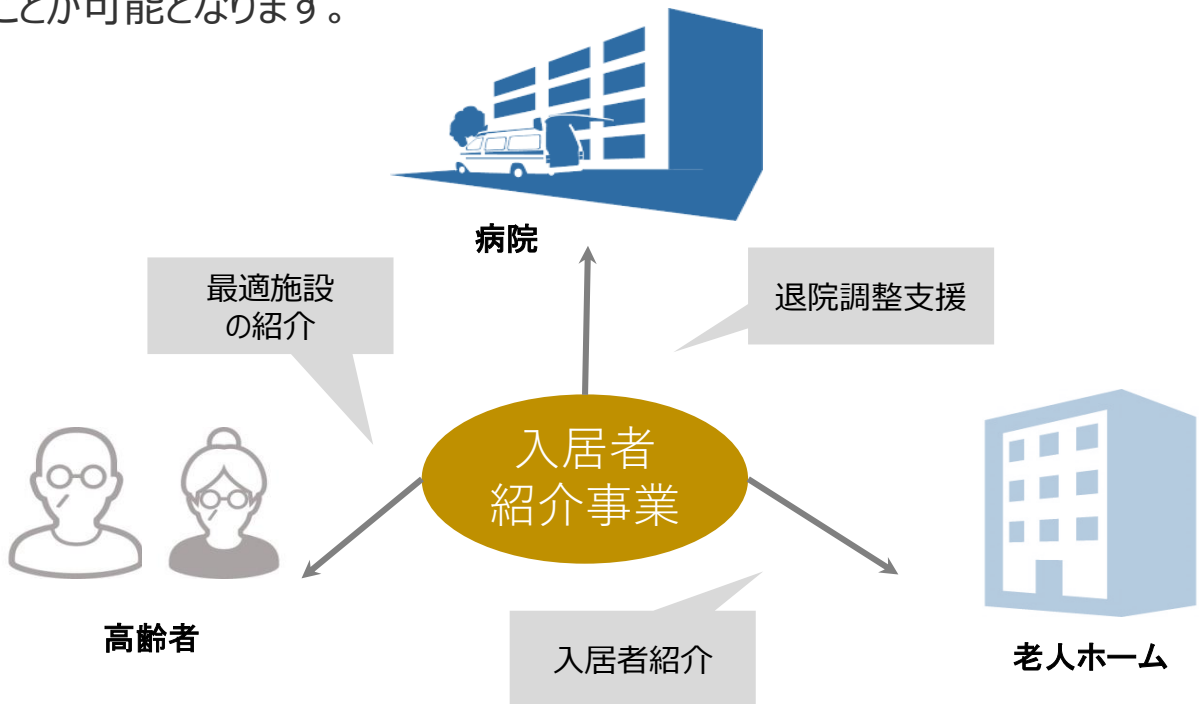 ことが可能となります。
病院
最適施設
の紹介
退院調整支援
入居者
紹介事業
高齢者
入居者紹介
老人ホーム